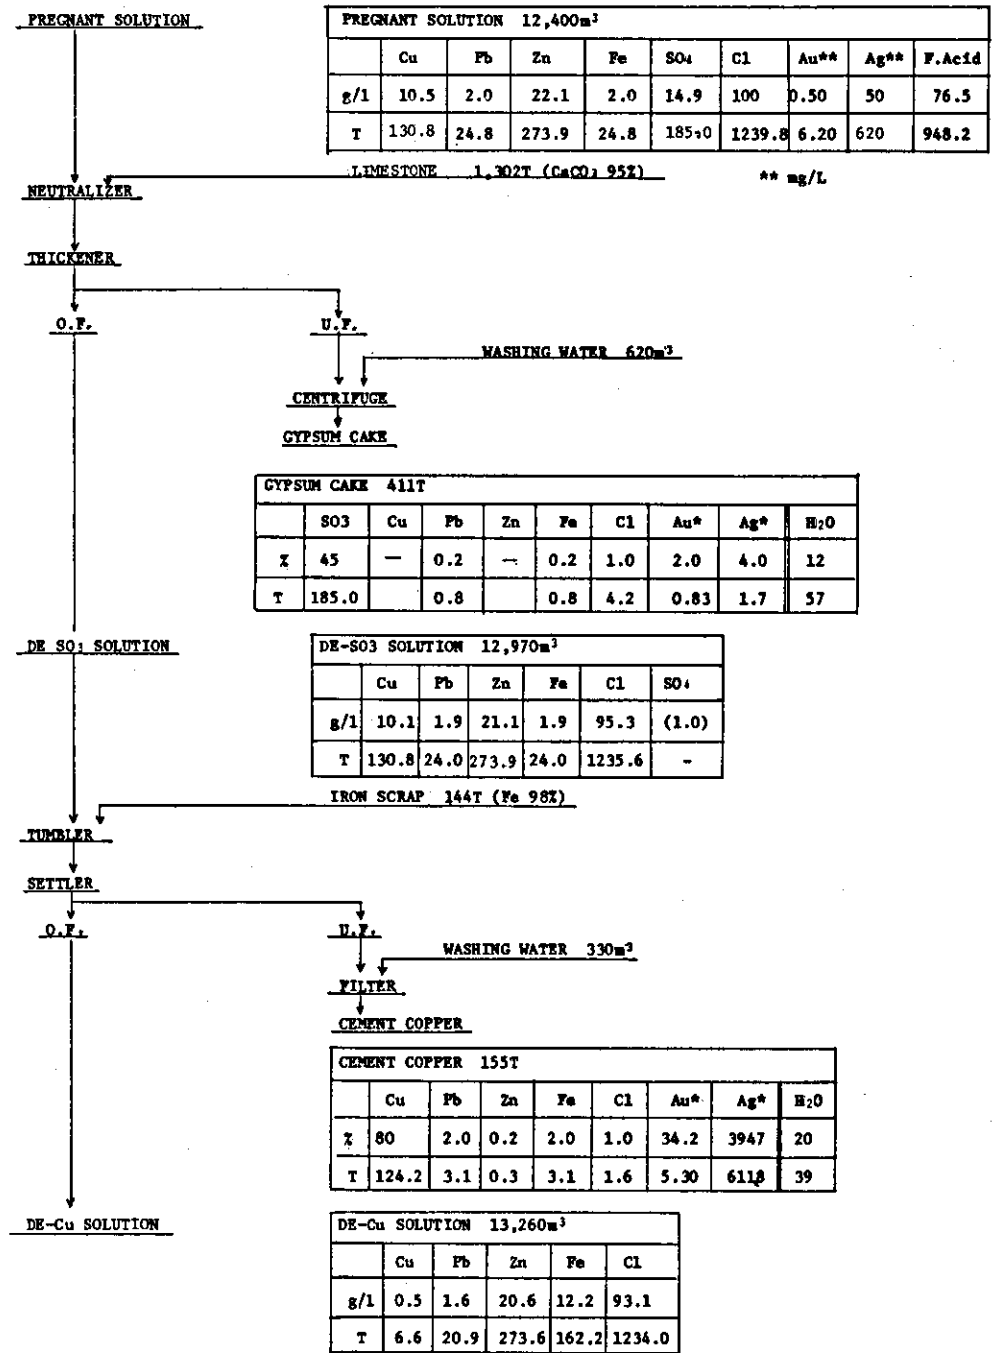 PREGNANT SOLUTION
PREGNANT SOLUTION 12,400m³
Cu Pb Zn Fe SO₄ Cl Au** Ag** F.Acid
g/l 10.5 2.0 22.1 2.0 14.9 100 0.50 50 76.5
T 130.8 24.8 273.9 24.8 185.0 1239.8 6.20 620 948.2
LIMESTONE 1,302T (CaCO₃ 95%)
** mg/L
NEUTRALIZER
THICKENER
O.F. U.F.
WASHING WATER 620m³
CENTRIFUGE
GYPSUM CAKE
GYPSUM CAKE 411T
SO3 Cu Pb Zn Fe Cl Au* Ag* H₂O
% 45 — 0.2 — 0.2 1.0 2.0 4.0 12
T 185.0 0.8 0.8 4.2 0.83 1.7 57
DE SO₃ SOLUTION
DE-SO3 SOLUTION 12,970m³
Cu Pb Zn Fe Cl SO₄
g/l 10.1 1.9 21.1 1.9 95.3 (1.0)
T 130.8 24.0 273.9 24.0 1235.6 -
IRON SCRAP 144T (Fe 98%)
TUMBLER
SETTLER
O.F. U.F.
WASHING WATER 330m³
FILTER
CEMENT COPPER
CEMENT COPPER 155T
Cu Pb Zn Fe Cl Au* Ag* H₂O
% 80 2.0 0.2 2.0 1.0 34.2 3947 20
T 124.2 3.1 0.3 3.1 1.6 5.30 6118 39
DE-Cu SOLUTION
DE-Cu SOLUTION 13,260m³
Cu Pb Zn Fe Cl
g/l 0.5 1.6 20.6 12.2 93.1
T 6.6 20.9 273.6 162.2 1234.0